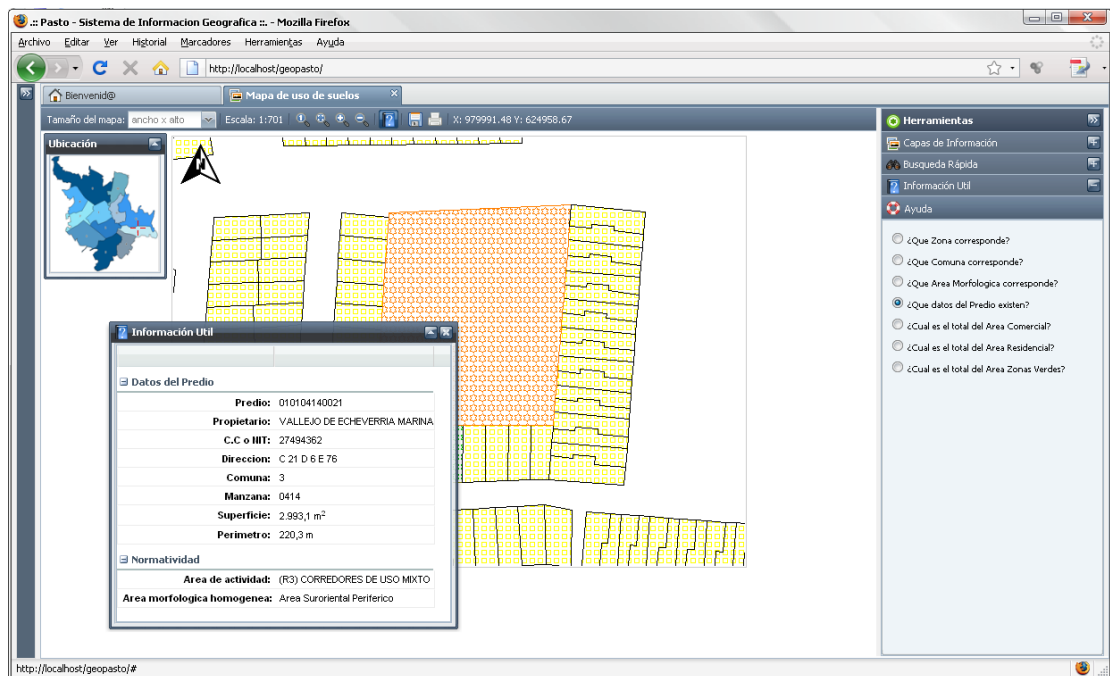 .:: Pasto - Sistema de Informacion Geografica ::. - Mozilla Firefox
Archivo Editar Ver Historial Marcadores Herramientas Ayuda
http://localhost/geopasto/
Bienvenid@
Mapa de uso de suelos
Tamaño del mapa: ancho x alto Escala: 1:701 X: 979991.48 Y: 624958.67
Ubicación
N
Herramientas
Capas de Información
Busqueda Rápida
Información Util
Ayuda
¿Que Zona corresponde?
¿Que Comuna corresponde?
¿Que Area Morfologica corresponde?
¿Que datos del Predio existen?
¿Cual es el total del Area Comercial?
¿Cual es el total del Area Residencial?
¿Cual es el total del Area Zonas Verdes?
Información Util
Datos del Predio
Predio: 010104140021
Propietario: VALLEJO DE ECHEVERRIA MARINA
C.C o NIT: 27494362
Direccion: C 21 D 6 E 76
Comuna: 3
Manzana: 0414
Superficie: 2.993,1 m²
Perimetro: 220,3 m
Normatividad
Area de actividad: (R3) CORREDORES DE USO MIXTO
Area morfologica homogenea: Area Suroriental Periferico
http://localhost/geopasto/#